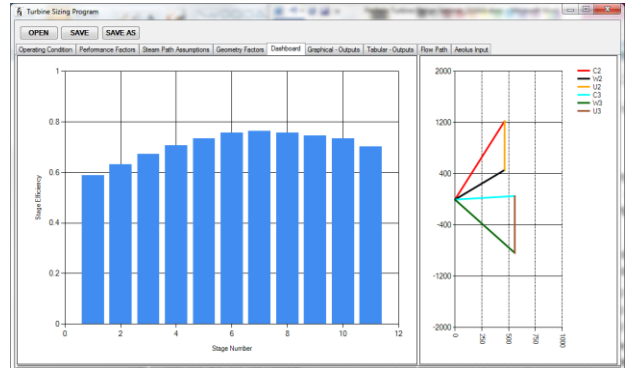 Turbine Sizing Program
OPEN SAVE SAVE AS
Operating Condition Performance Factors Steam Path Assumptions Geometry Factors Dashboard Graphical - Outputs Tabular - Outputs Flow Path Aeolus Input
1
0.8
0.6
0.4
0.2
0
0 2 4 6 8 10 12
Stage Efficiency
Stage Number
2000
1200
400
-400
-1200
-2000
0 250 500 750 1000
C2
W2
U2
C3
W3
U3